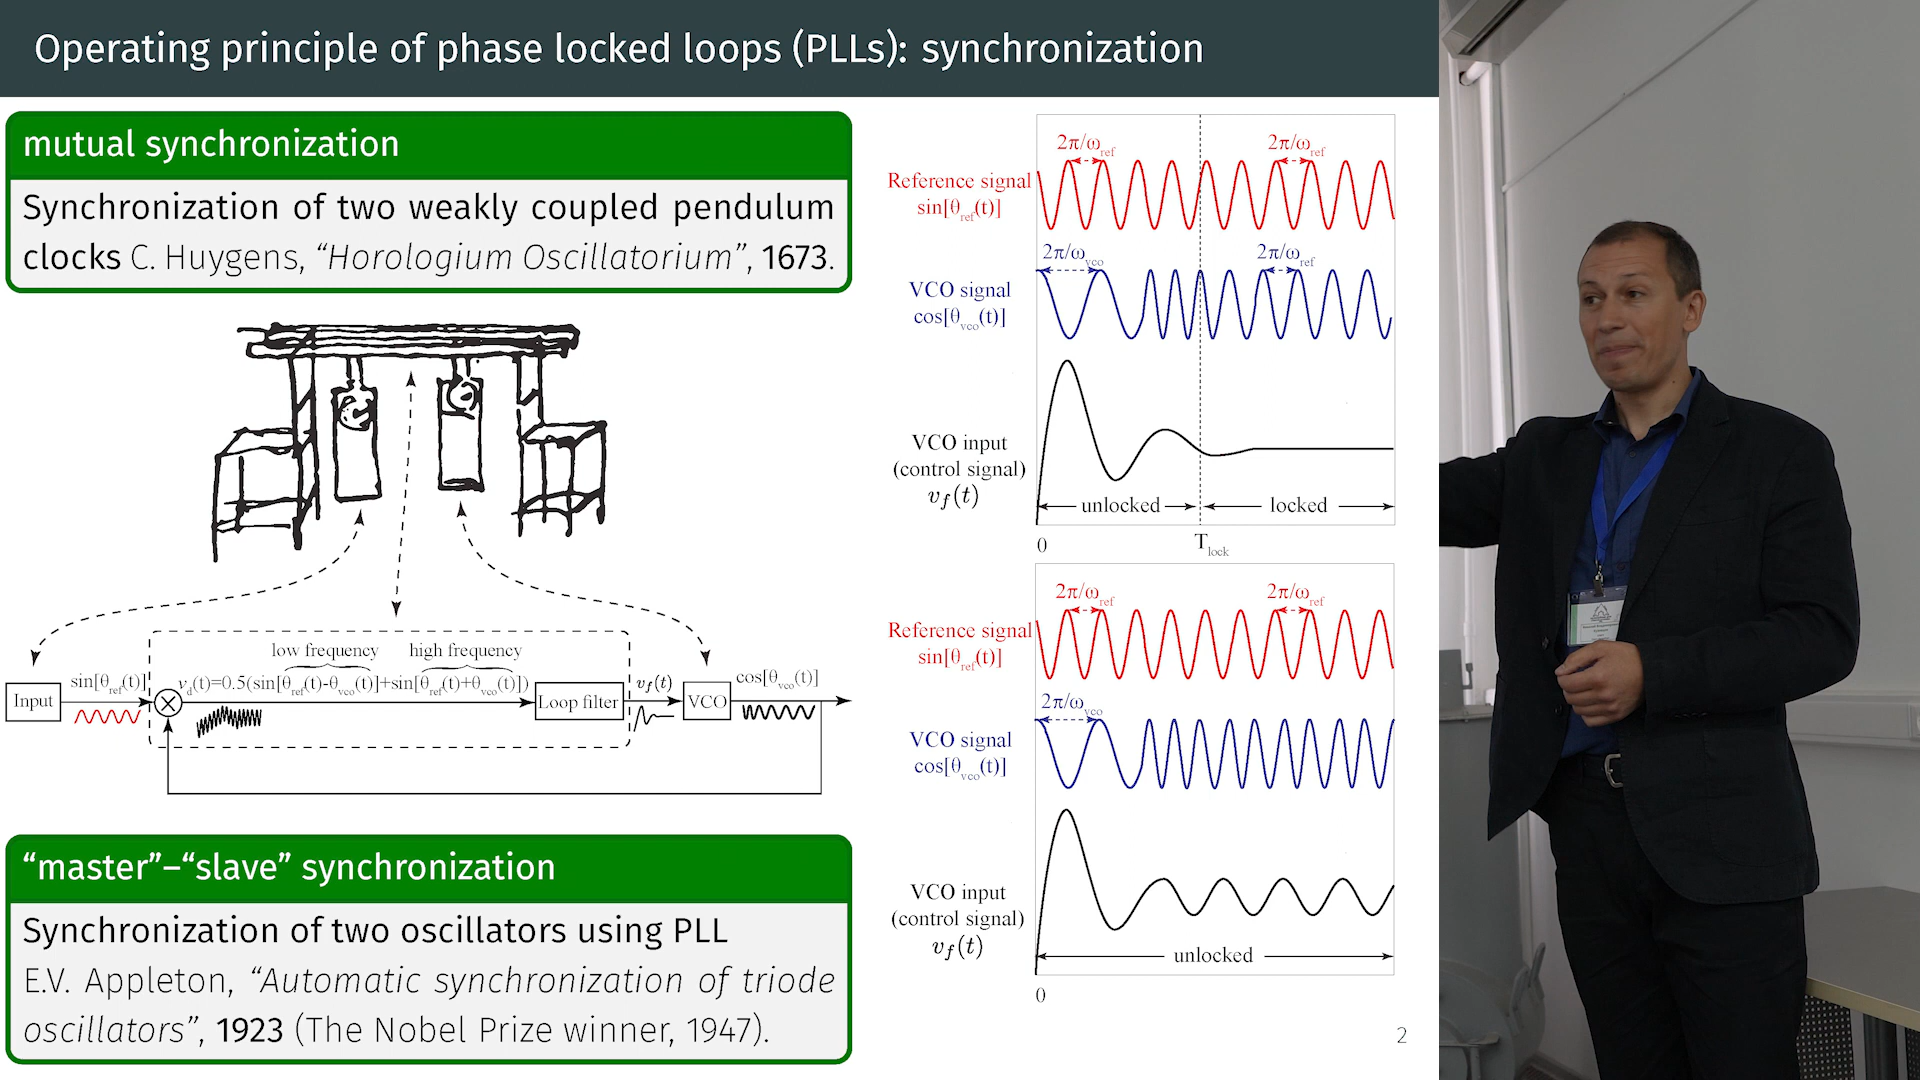 Operating principle of phase locked loops (PLLs): synchronization
mutual synchronization
Synchronization of two weakly coupled pendulum
clocks C. Huygens, “Horologium Oscillatorium”, 1673.
low frequency
high frequency
Input
sin[θref(t)]
vd(t)=0.5(sin[θref(t)-θvco(t)]+sin[θref(t)+θvco(t)])
Loop filter
vf(t)
VCO
cos[θvco(t)]
“master”–“slave” synchronization
Synchronization of two oscillators using PLL
E.V. Appleton, “Automatic synchronization of triode
oscillators”, 1923 (The Nobel Prize winner, 1947).
2π/ωref
2π/ωref
Reference signal
sin[θref(t)]
2π/ωvco
2π/ωref
VCO signal
cos[θvco(t)]
VCO input
(control signal)
vf(t)
unlocked
locked
0
Tlock
2π/ωref
2π/ωref
Reference signal
sin[θref(t)]
2π/ωvco
VCO signal
cos[θvco(t)]
VCO input
(control signal)
vf(t)
unlocked
0
2